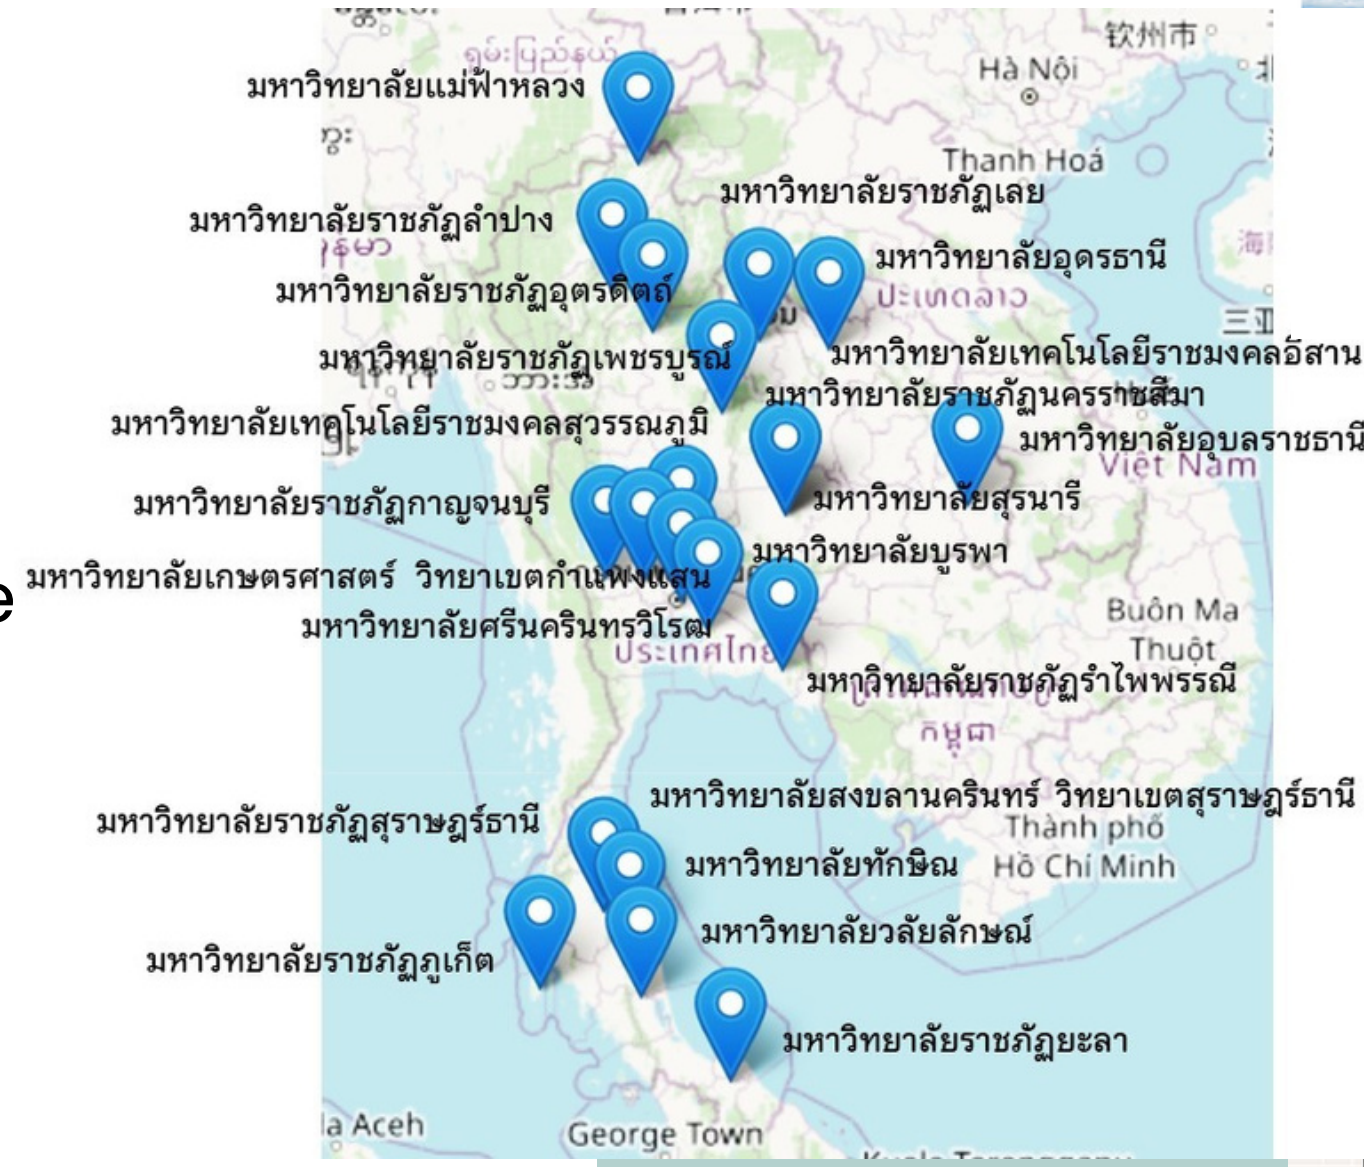 钦州市
ရှမ်းပြည်နယ်
Hà Nội
มหาวิทยาลัยแม่ฟ้าหลวง
Thanh Hoá
มหาวิทยาลัยราชภัฏเลย
มหาวิทยาลัยราชภัฏลำปาง
มหาวิทยาลัยอุดรธานี
มหาวิทยาลัยราชภัฏอุตรดิตถ์
ປະເທດລາວ
มหาวิทยาลัยราชภัฏเพชรบูรณ์
มหาวิทยาลัยเทคโนโลยีราชมงคลอีสาน
มหาวิทยาลัยราชภัฏนครราชสีมา
มหาวิทยาลัยเทคโนโลยีราชมงคลสุวรรณภูมิ
มหาวิทยาลัยอุบลราชธานี
Việt Nam
มหาวิทยาลัยราชภัฏกาญจนบุรี
มหาวิทยาลัยสุรนารี
มหาวิทยาลัยบูรพา
e
มหาวิทยาลัยเกษตรศาสตร์ วิทยาเขตกำแพงแสน
Buôn Ma
มหาวิทยาลัยศรีนครินทรวิโรฒ
Thuột
ประเทศไทย
มหาวิทยาลัยราชภัฏรำไพพรรณี
កម្ពុជា
มหาวิทยาลัยสงขลานครินทร์ วิทยาเขตสุราษฎร์ธานี
มหาวิทยาลัยราชภัฏสุราษฎร์ธานี
Thành phố
มหาวิทยาลัยทักษิณ
Hồ Chí Minh
มหาวิทยาลัยวลัยลักษณ์
มหาวิทยาลัยราชภัฏภูเก็ต
มหาวิทยาลัยราชภัฏยะลา
la Aceh
George Town